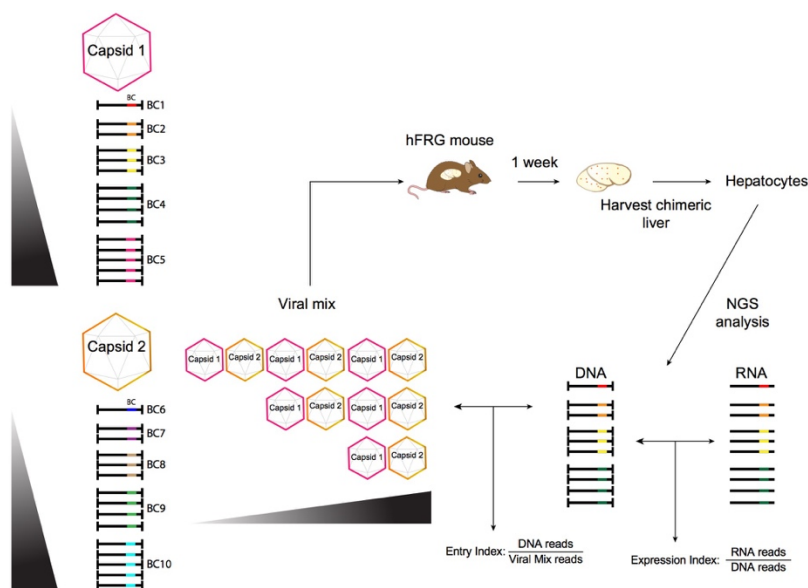 Capsid 1
BC
BC1
BC2
BC3
BC4
BC5
Capsid 2
BC
BC6
BC7
BC8
BC9
BC10
Viral mix
Capsid 1 Capsid 2 Capsid 1 Capsid 2 Capsid 1 Capsid 2
Capsid 1 Capsid 2 Capsid 1 Capsid 2
Capsid 1 Capsid 2
hFRG mouse
1 week
Harvest chimeric
liver
Hepatocytes
NGS
analysis
DNA
RNA
Entry Index: DNA reads
Viral Mix reads
Expression Index: RNA reads
DNA reads